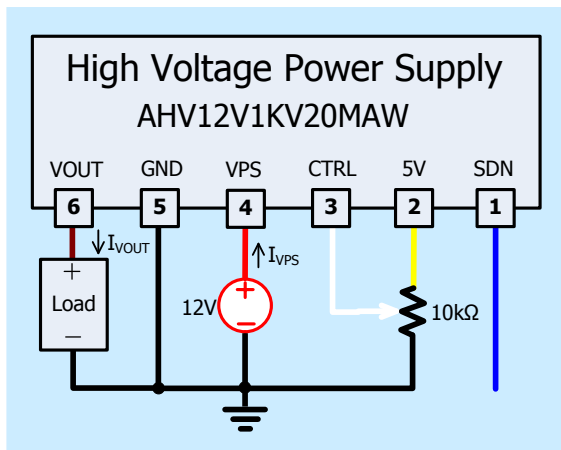 High Voltage Power Supply
AHV12V1KV20MAW
VOUT GND VPS CTRL 5V SDN
6 5 4 3 2 1
IVOUT IVPS
+ +
Load 12V 10kΩ
− −